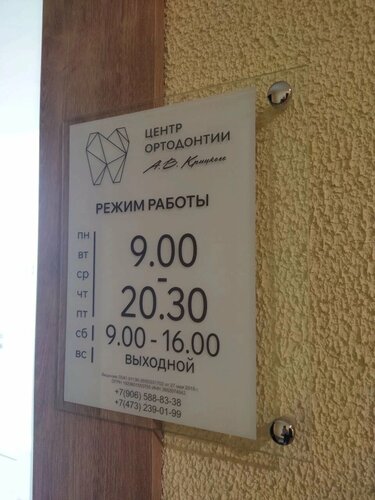 ЦЕНТР
ОРТОДОНТИИ
А.В. Крицкого
РЕЖИМ РАБОТЫ
пн
вт
ср
чт
пт
9.00
-
20.30
сб 9.00 - 16.00
вс ВЫХОДНОЙ
+7(906) 588-83-38
+7(473) 239-01-99